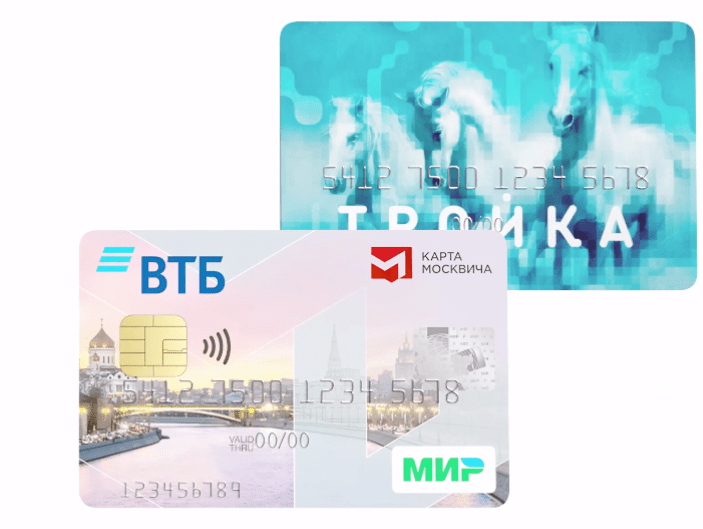 5412 7500 1234 5678
00/00
ТРОЙКА
ВТБ
КАРТА
МОСКВИЧА
5412 7500 1234 5678
VALID
THRU 00/00
123456789
МИР